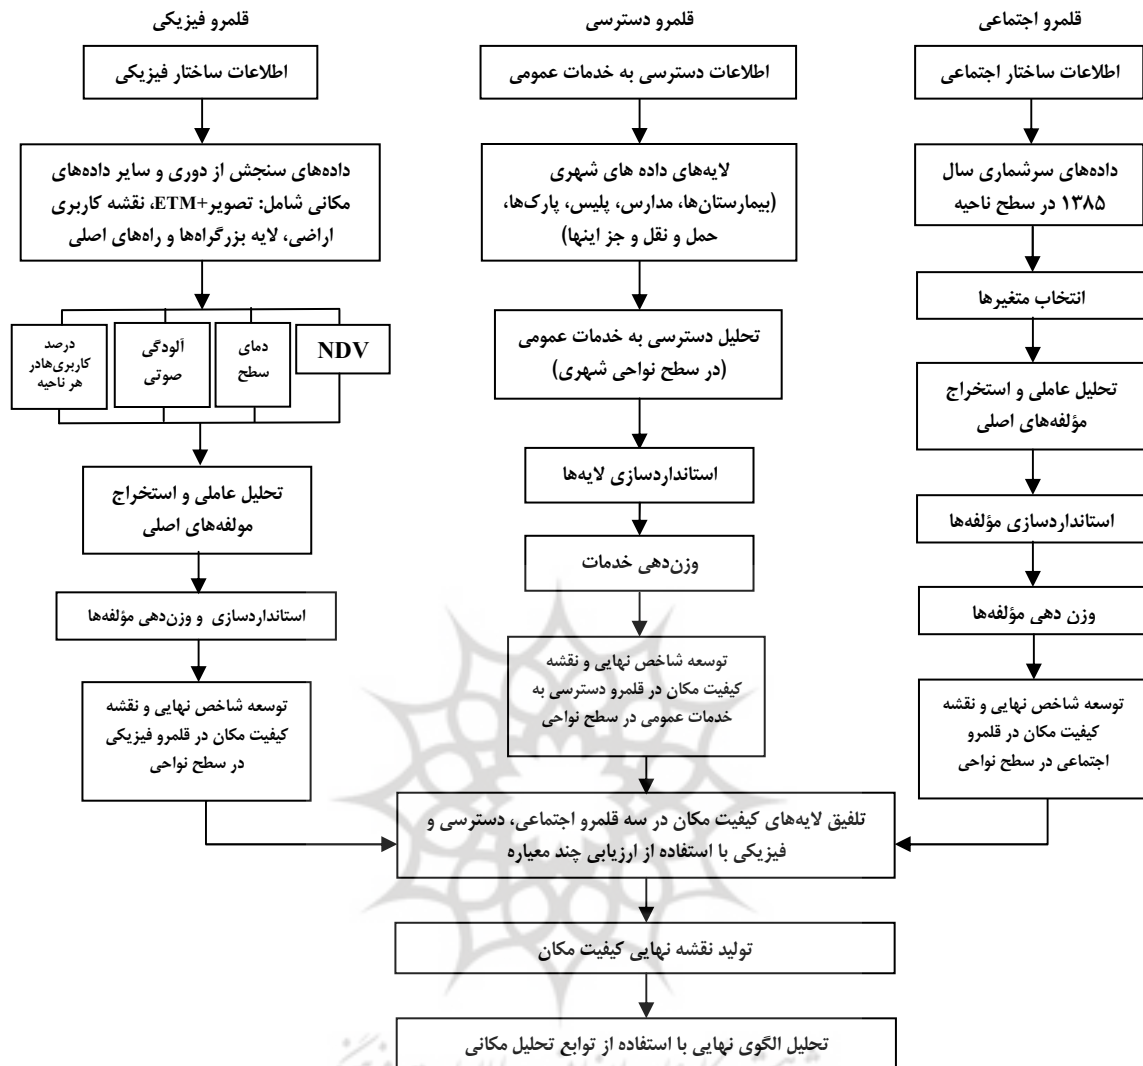 قلمرو اجتماعی
اطلاعات ساختار اجتماعی
داده‌های سرشماری سال
۱۳۸۵ در سطح ناحیه
انتخاب متغیرها
تحلیل عاملی و استخراج
مؤلفه‌های اصلی
استانداردسازی مؤلفه‌ها
وزن دهی مؤلفه‌ها
توسعه شاخص نهایی و نقشه
کیفیت مکان در قلمرو
اجتماعی در سطح نواحی
قلمرو دسترسی
اطلاعات دسترسی به خدمات عمومی
لایه‌های داده های شهری
(بیمارستان‌ها، مدارس، پلیس، پارک‌ها،
حمل و نقل و جز اینها)
تحلیل دسترسی به خدمات عمومی
(در سطح نواحی شهری)
استانداردسازی لایه‌ها
وزن‌دهی خدمات
توسعه شاخص نهایی و نقشه
کیفیت مکان در قلمرو دسترسی به
خدمات عمومی در سطح نواحی
قلمرو فیزیکی
اطلاعات ساختار فیزیکی
داده‌های سنجش از دوری و سایر داده‌های
مکانی شامل: تصویر ETM+، نقشه کاربری
اراضی، لایه بزرگراه‌ها و راه‌های اصلی
NDV
دمای
سطح
آلودگی
صوتی
درصد
کاربری‌هادر
هر ناحیه
تحلیل عاملی و استخراج
مولفه‌های اصلی
استانداردسازی و وزن‌دهی مؤلفه‌ها
توسعه شاخص نهایی و نقشه
کیفیت مکان در قلمرو فیزیکی
در سطح نواحی
تلفیق لایه‌های کیفیت مکان در سه قلمرو اجتماعی، دسترسی و
فیزیکی با استفاده از ارزیابی چند معیاره
تولید نقشه نهایی کیفیت مکان
تحلیل الگوی نهایی با استفاده از توابع تحلیل مکانی